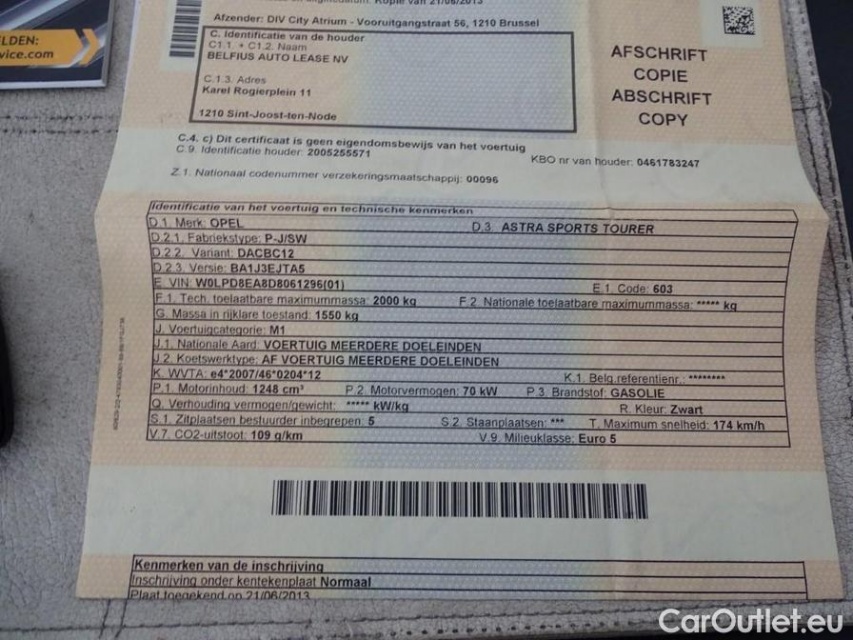 Kopie van 21/06/2013
LDEN:
vice.com
Afzender: DIV City Atrium - Vooruitgangstraat 56, 1210 Brussel
C. Identificatie van de houder
C1.1. + C1.2. Naam
BELFIUS AUTO LEASE NV
C.1.3. Adres
Karel Rogierplein 11
1210 Sint-Joost-ten-Node
AFSCHRIFT
COPIE
ABSCHRIFT
COPY
C.4. c) Dit certificaat is geen eigendomsbewijs van het voertuig
C.9. Identificatie houder: 2005255571 KBO nr van houder: 0461783247
Z.1. Nationaal codenummer verzekeringsmaatschappij: 00096
Identificatie van het voertuig en technische kenmerken
D.1. Merk: OPEL D.3 ASTRA SPORTS TOURER
D.2.1. Fabriekstype: P-J/SW
D.2.2. Variant: DACBC12
D.2.3. Versie: BA1J3EJTA5
E. VIN: W0LPD8EA8D8061296(01) E.1. Code: 603
F.1. Tech. toelaatbare maximummassa: 2000 kg F.2 Nationale toelaatbare maximummassa: ***** kg
G. Massa in rijklare toestand: 1550 kg
J. Voertuigcategorie: M1
J.1. Nationale Aard: VOERTUIG MEERDERE DOELEINDEN
J.2. Koetswerktype: AF VOERTUIG MEERDERE DOELEINDEN
K. WVTA: e4*2007/46*0204*12 K.1. Belg.referentienr.: ********
P.1. Motorinhoud: 1248 cm³ P.2. Motorvermogen: 70 kW P.3. Brandstof: GASOLIE
Q. Verhouding vermogen/gewicht: ***** kW/kg R. Kleur: Zwart
S.1. Zitplaatsen bestuurder inbegrepen: 5 S.2. Staanplaatsen: *** T. Maximum snelheid: 174 km/h
V.7. CO2-uitstoot: 109 g/km V.9. Milieuklasse: Euro 5
Kenmerken van de inschrijving
Inschrijving onder kentekenplaat Normaal
Plaat toegekend op 21/06/2013
CarOutlet.eu